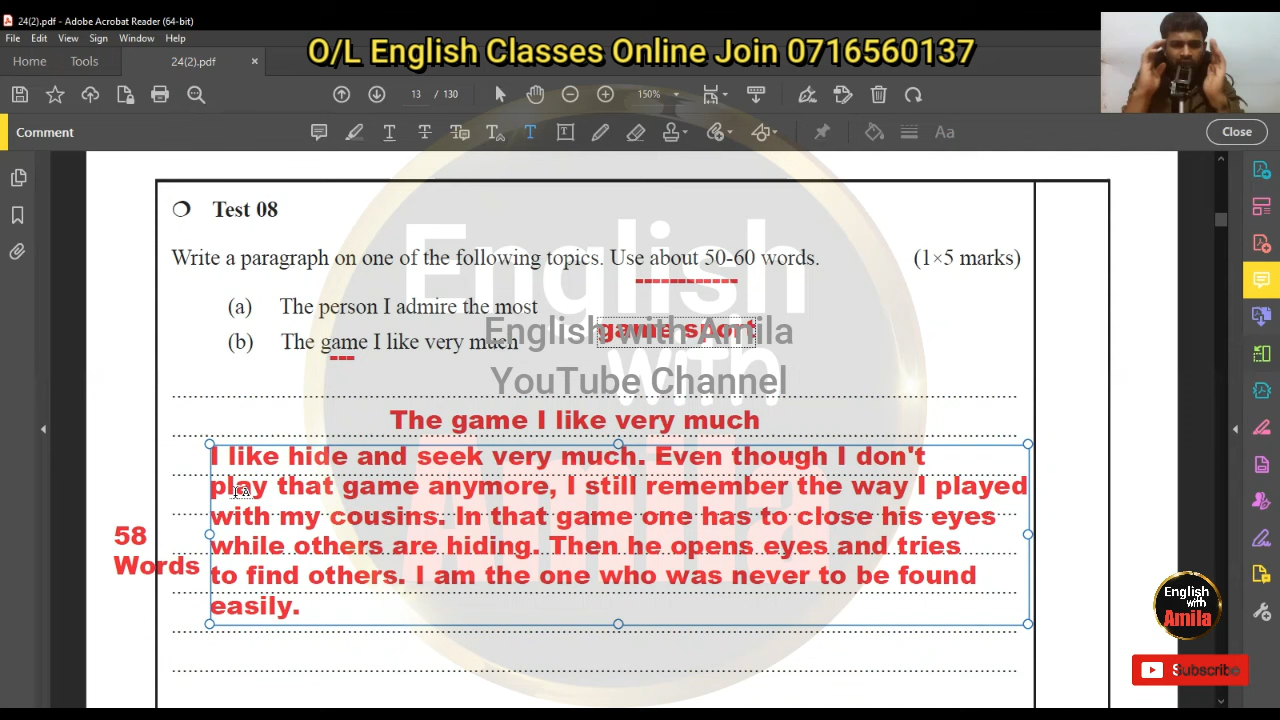 24(2).pdf - Adobe Acrobat Reader (64-bit)
File Edit View Sign Window Help
O/L English Classes Online Join 0716560137
Home Tools 24(2).pdf ×
13 / 130 150%
Comment Close
Test 08
Write a paragraph on one of the following topics. Use about 50-60 words. (1×5 marks)
(a) The person I admire the most
(b) The game I like very much
game sport
English with Amila
English with Amila
YouTube Channel
The game I like very much
I like hide and seek very much. Even though I don't
play that game anymore, I still remember the way I played
with my cousins. In that game one has to close his eyes
while others are hiding. Then he opens eyes and tries
to find others. I am the one who was never to be found
easily.
58
Words
English
with
Amila
Subscribe